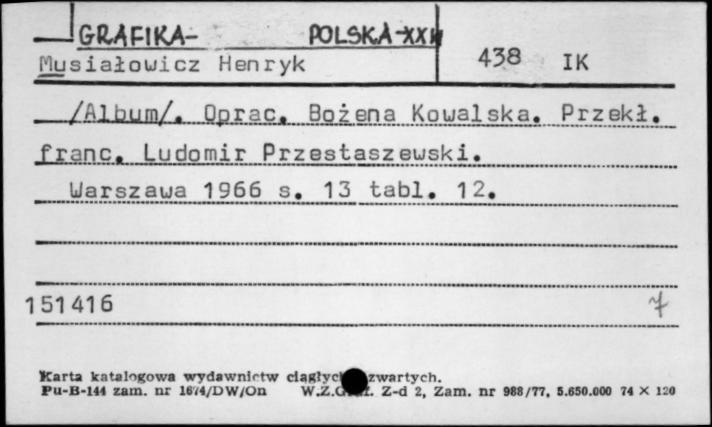 GRAFIKA- POLSKA-XXw
Musiałowicz Henryk 438 IK
/Album/. Oprac. Bożena Kowalska. Przekł.
franc. Ludomir Przestaszewski.
Warszawa 1966 s. 13 tabl. 12.
151416 7
Karta katalogowa wydawnictw zwartych.
Pu-B-144 zam. nr 1674/DW/On Z-d 2, Zam. nr 988/77, 5.650.000 74 × 120